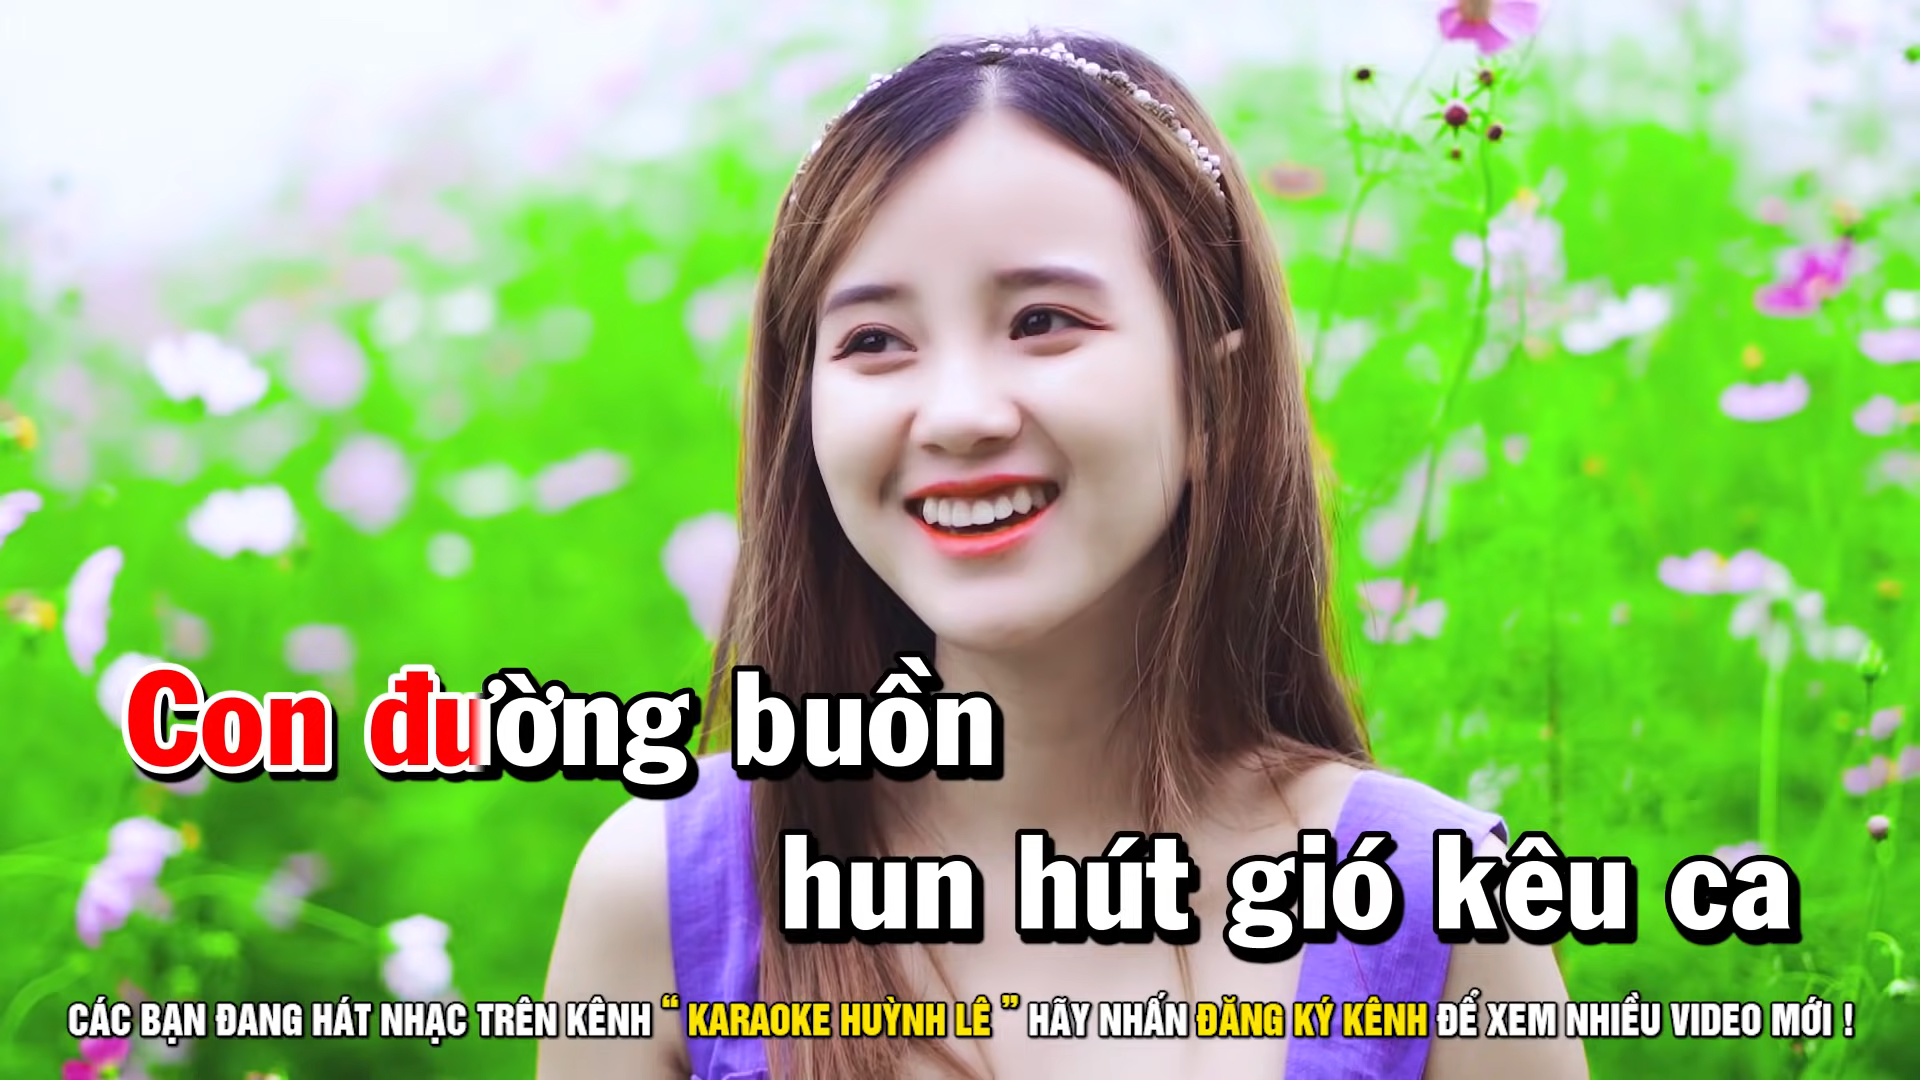 Con đường buồn
hun hút gió kêu ca
CÁC BẠN ĐANG HÁT NHẠC TRÊN KÊNH “ KARAOKE HUỲNH LÊ ” HÃY NHẤN ĐĂNG KÝ KÊNH ĐỂ XEM NHIỀU VIDEO MỚI !